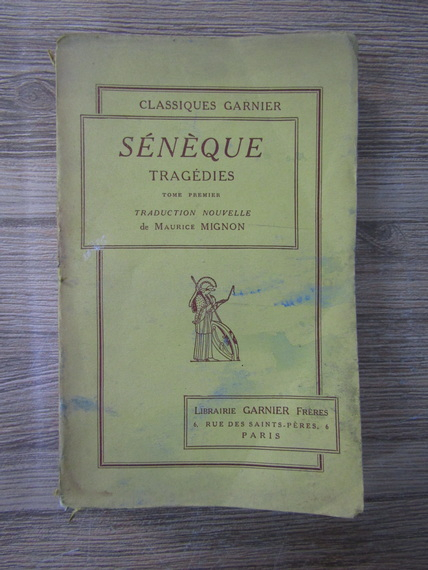 CLASSIQUES GARNIER
SÉNÈQUE
TRAGÉDIES
TOME PREMIER
TRADUCTION NOUVELLE
de MAURICE MIGNON
LIBRAIRIE GARNIER FRÈRES
6, RUE DES SAINTS-PÈRES, 6
PARIS